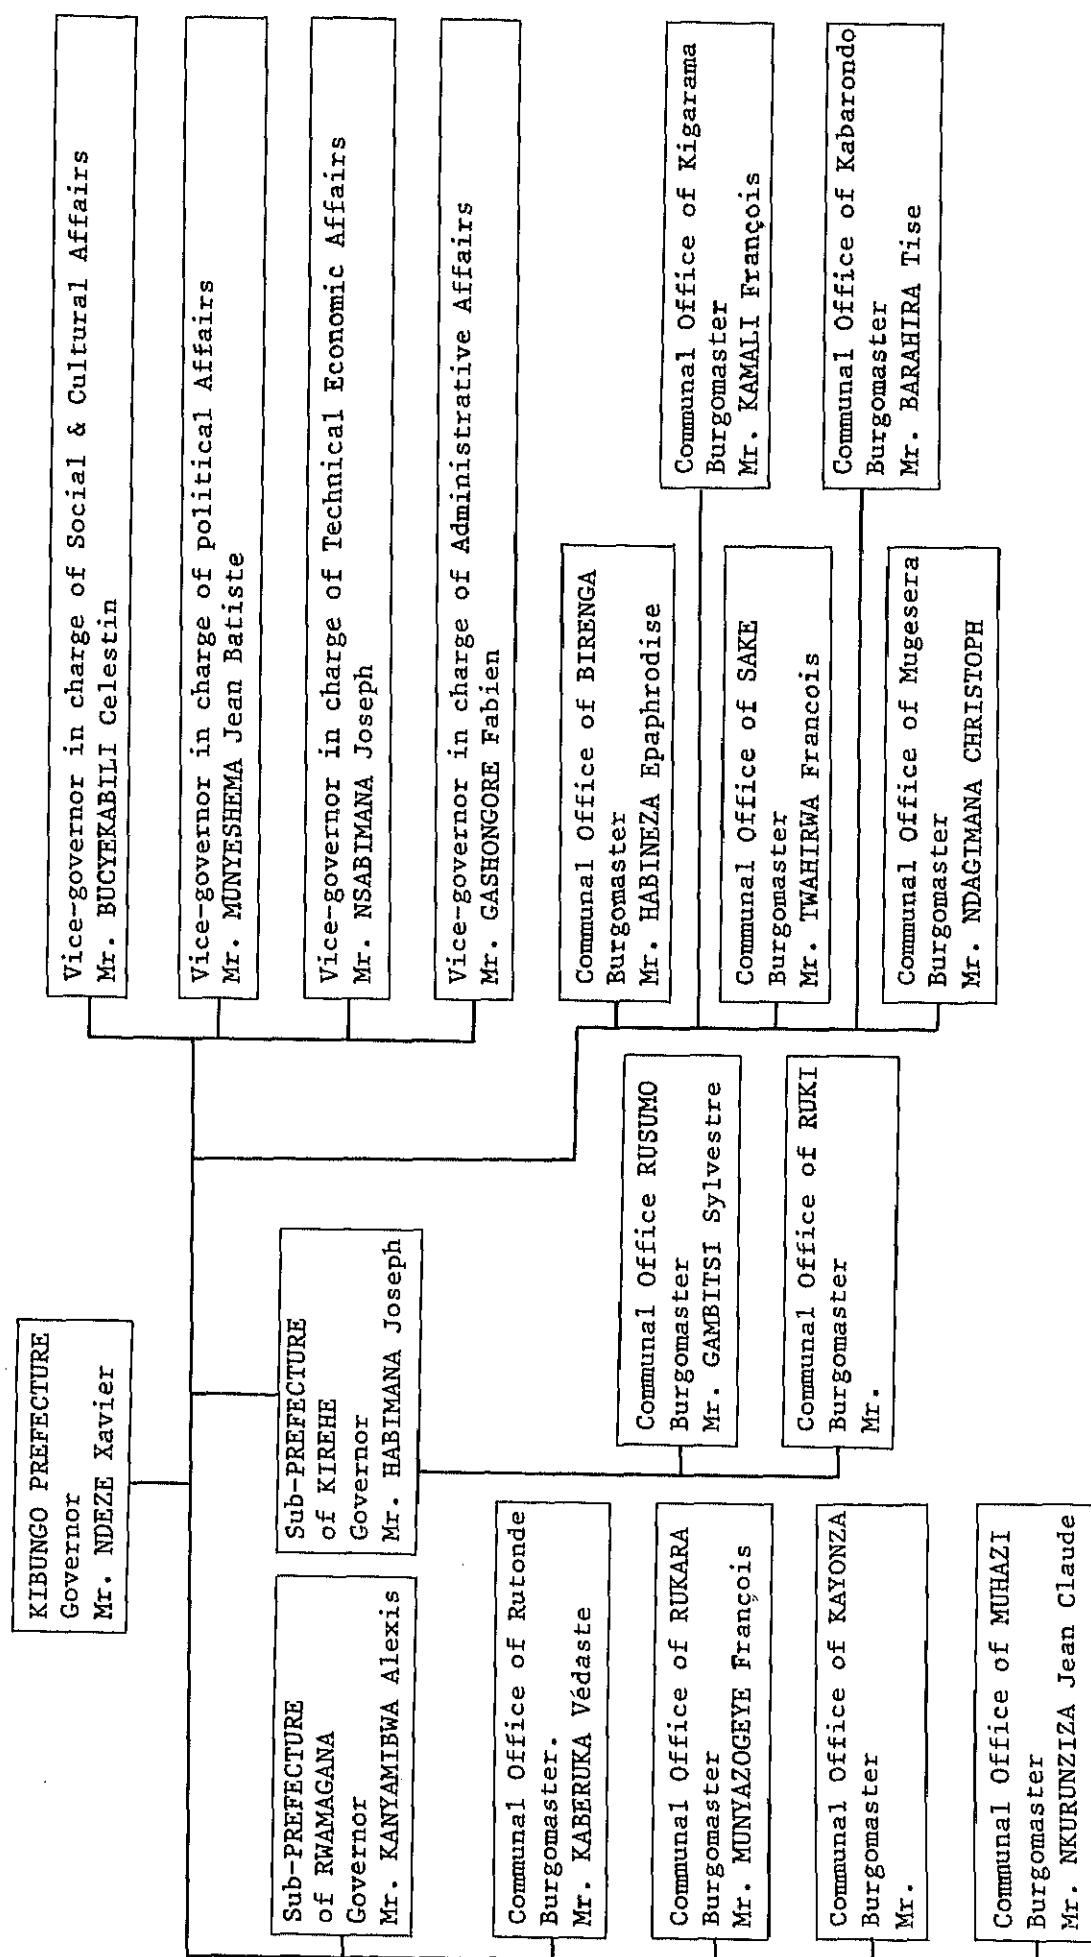 KIBUNGO PREFECTURE
Governor
Mr. NDEZE Xavier
Sub-PREFECTURE
of RWAMAGANA
Governor
Mr. KANYAMIBWA Alexis
Sub-PREFECTURE
of KIREHE
Governor
Mr. HABIMANA Joseph
Vice-governor in charge of Social & Cultural Affairs
Mr. BUCYEKABILI Celestin
Vice-governor in charge of political Affairs
Mr. MUNYESHEMA Jean Batiste
Vice-governor in charge of Technical Economic Affairs
Mr. NSABIMANA Joseph
Vice-governor in charge of Administrative Affairs
Mr. GASHONGORE Fabien
Communal Office of Rutonde
Burgomaster.
Mr. KABERUKA Védaste
Communal Office of RUKARA
Burgomaster
Mr. MUNYAZOGEYE François
Communal Office of KAYONZA
Burgomaster
Mr.
Communal Office of MUHAZI
Burgomaster
Mr. NKURUNZIZA Jean Claude
Communal Office RUSUMO
Burgomaster
Mr. GAMBITSI Sylvestre
Communal Office of RUKI
Burgomaster
Mr.
Communal Office of BIRENGA
Burgomaster
Mr. HABINEZA Epaphrodise
Communal Office of Kigarama
Burgomaster
Mr. KAMALI François
Communal Office of SAKE
Burgomaster
Mr. TWAHIRWA Francois
Communal Office of Kabarondo
Burgomaster
Mr. BARAHIRA Tise
Communal Office of Mugesera
Burgomaster
Mr. NDAGIMANA CHRISTOPH